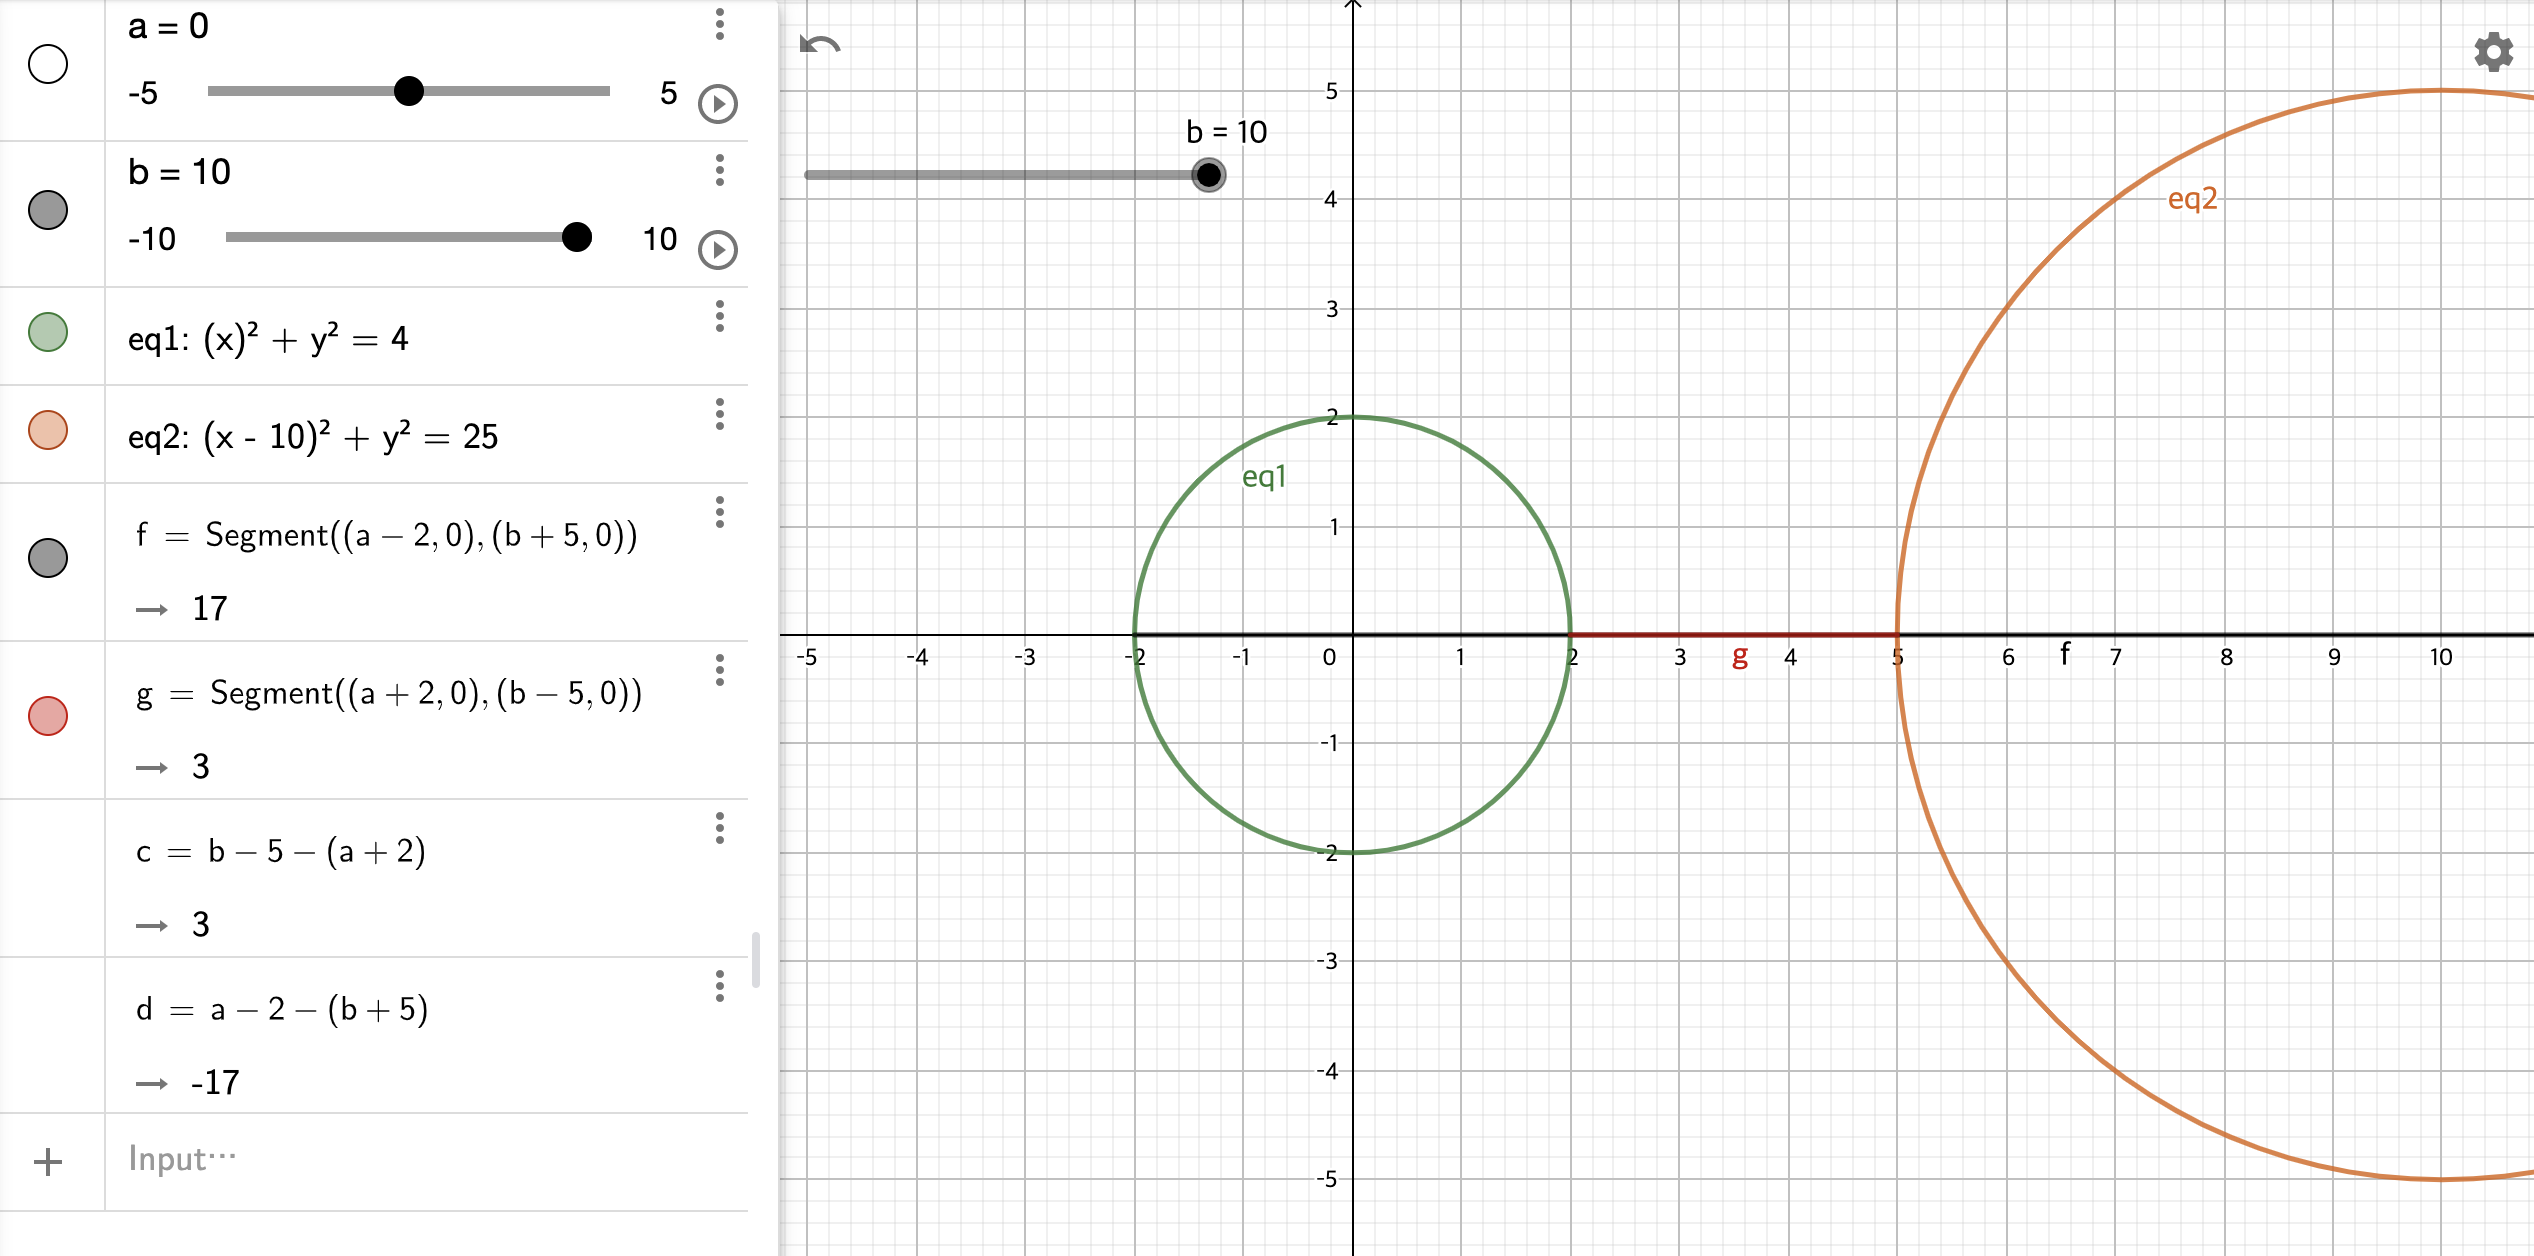 a = 0
-5 5
b = 10
-10 10
eq1: (x)² + y² = 4
eq2: (x - 10)² + y² = 25
f = Segment((a − 2, 0), (b + 5, 0))
→ 17
g = Segment((a + 2, 0), (b − 5, 0))
→ 3
c = b − 5 − (a + 2)
→ 3
d = a − 2 − (b + 5)
→ -17
+ Input···
b = 10
5
4
3
2
1
-1
-2
-3
-4
-5
-5 -4 -3 -2 -1 0 1 2 3 4 5 6 7 8 9 10
eq1
eq2
g
f